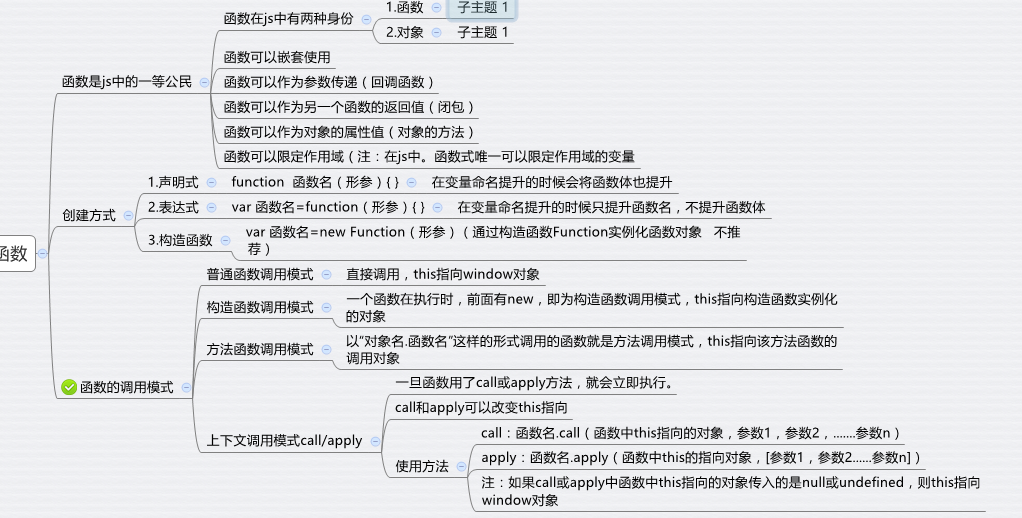 函数
函数是js中的一等公民
函数在js中有两种身份
1.函数
子主题 1
2.对象
子主题 1
函数可以嵌套使用
函数可以作为参数传递（回调函数）
函数可以作为另一个函数的返回值（闭包）
函数可以作为对象的属性值（对象的方法）
函数可以限定作用域（注：在js中。函数式唯一可以限定作用域的变量
创建方式
1.声明式
function 函数名（形参）{ }
在变量命名提升的时候会将函数体也提升
2.表达式
var 函数名=function（形参）{ }
在变量命名提升的时候只提升函数名，不提升函数体
3.构造函数
var 函数名=new Function（形参）（通过构造函数Function实例化函数对象 不推
荐）
函数的调用模式
普通函数调用模式
直接调用，this指向window对象
构造函数调用模式
一个函数在执行时，前面有new，即为构造函数调用模式，this指向构造函数实例化
的对象
方法函数调用模式
以“对象名.函数名”这样的形式调用的函数就是方法调用模式，this指向该方法函数的
调用对象
上下文调用模式call/apply
一旦函数用了call或apply方法，就会立即执行。
call和apply可以改变this指向
使用方法
call：函数名.call（函数中this指向的对象，参数1，参数2，.......参数n）
apply：函数名.apply（函数中this的指向对象，[参数1，参数2......参数n]）
注：如果call或apply中函数中this指向的对象传入的是null或undefined，则this指向
window对象